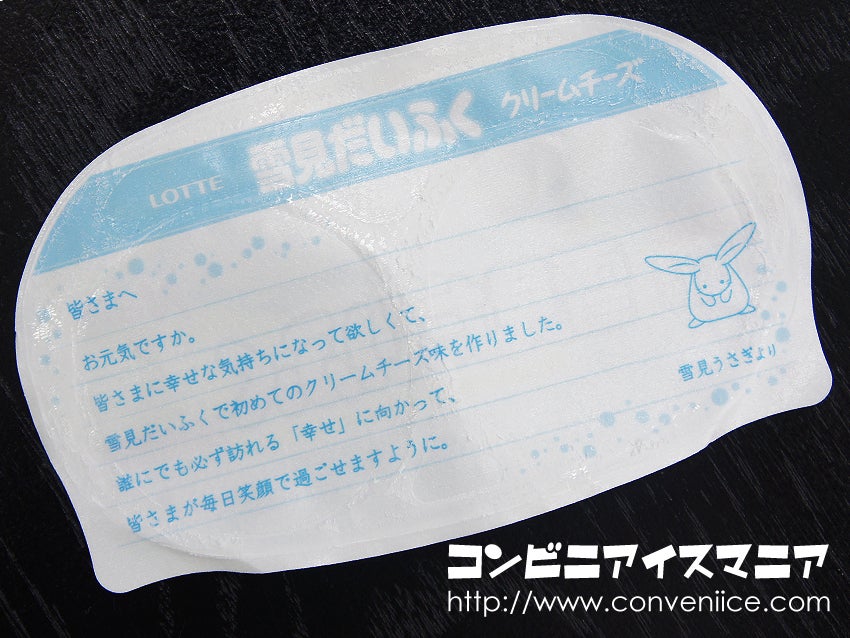 LOTTE 雪見だいふく クリームチーズ
皆さまへ
お元気ですか。
皆さまに幸せな気持ちになって欲しくて、
雪見だいふくで初めてのクリームチーズ味を作りました。
誰にでも必ず訪れる「幸せ」に向かって、
皆さまが毎日笑顔で過ごせますように。
雪見うさぎより
コンビニアイスマニア
http://www.conveniice.com/